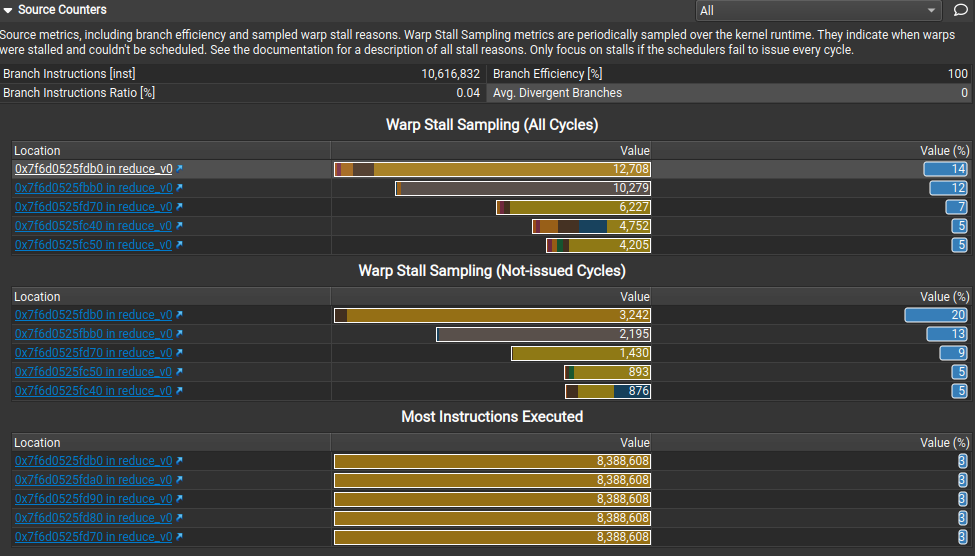 Source Counters All
Source metrics, including branch efficiency and sampled warp stall reasons. Warp Stall Sampling metrics are periodically sampled over the kernel runtime. They indicate when warps
were stalled and couldn't be scheduled. See the documentation for a description of all stall reasons. Only focus on stalls if the schedulers fail to issue every cycle.
Branch Instructions [inst] 10,616,832 Branch Efficiency [%] 100
Branch Instructions Ratio [%] 0.04 Avg. Divergent Branches 0
Warp Stall Sampling (All Cycles)
Location Value Value (%)
0x7f6d0525fdb0 in reduce_v0 12,708 14
0x7f6d0525fbb0 in reduce_v0 10,279 12
0x7f6d0525fd70 in reduce_v0 6,227 7
0x7f6d0525fc40 in reduce_v0 4,752 5
0x7f6d0525fc50 in reduce_v0 4,205 5
Warp Stall Sampling (Not-issued Cycles)
Location Value Value (%)
0x7f6d0525fdb0 in reduce_v0 3,242 20
0x7f6d0525fbb0 in reduce_v0 2,195 13
0x7f6d0525fd70 in reduce_v0 1,430 9
0x7f6d0525fc50 in reduce_v0 893 5
0x7f6d0525fc40 in reduce_v0 876 5
Most Instructions Executed
Location Value Value (%)
0x7f6d0525fdb0 in reduce_v0 8,388,608 3
0x7f6d0525fda0 in reduce_v0 8,388,608 3
0x7f6d0525fd90 in reduce_v0 8,388,608 3
0x7f6d0525fd80 in reduce_v0 8,388,608 3
0x7f6d0525fd70 in reduce_v0 8,388,608 3